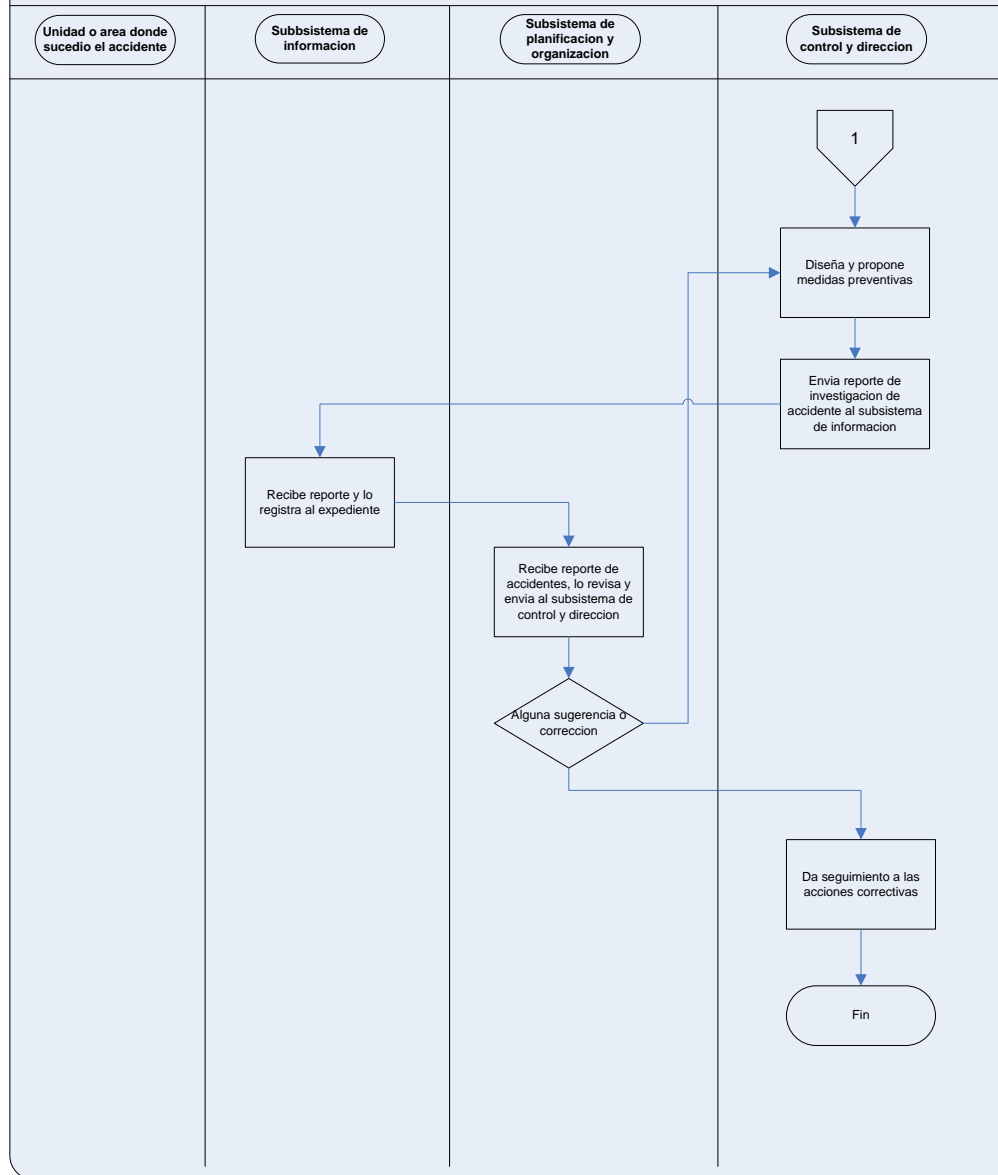 Unidad o area donde
sucedio el accidente
Subbsistema de
informacion
Subsistema de
planificacion y
organizacion
Subsistema de
control y direccion
1
Diseña y propone
medidas preventivas
Envia reporte de
investigacion de
accidente al subsistema
de informacion
Recibe reporte y lo
registra al expediente
Recibe reporte de
accidentes, lo revisa y
envia al subsistema de
control y direccion
Alguna sugerencia o
correccion
Da seguimiento a las
acciones correctivas
Fin